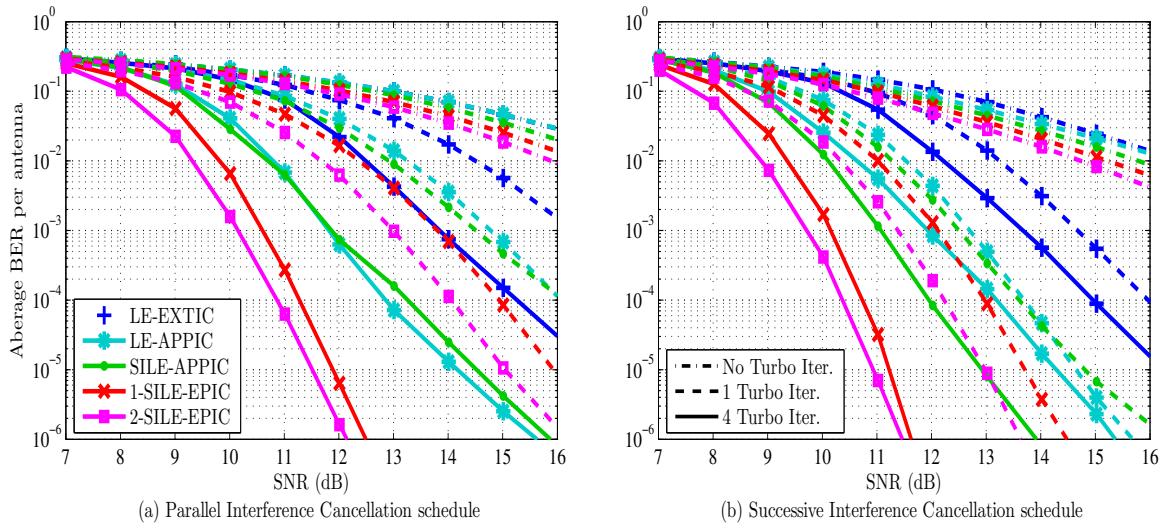 Aberage BER per antenna
10^0
10^-1
10^-2
10^-3
10^-4
10^-5
10^-6
LE-EXTIC
LE-APPIC
SILE-APPIC
1-SILE-EPIC
2-SILE-EPIC
7 8 9 10 11 12 13 14 15 16
SNR (dB)
(a) Parallel Interference Cancellation schedule
10^0
10^-1
10^-2
10^-3
10^-4
10^-5
10^-6
No Turbo Iter.
1 Turbo Iter.
4 Turbo Iter.
7 8 9 10 11 12 13 14 15 16
SNR (dB)
(b) Successive Interference Cancellation schedule